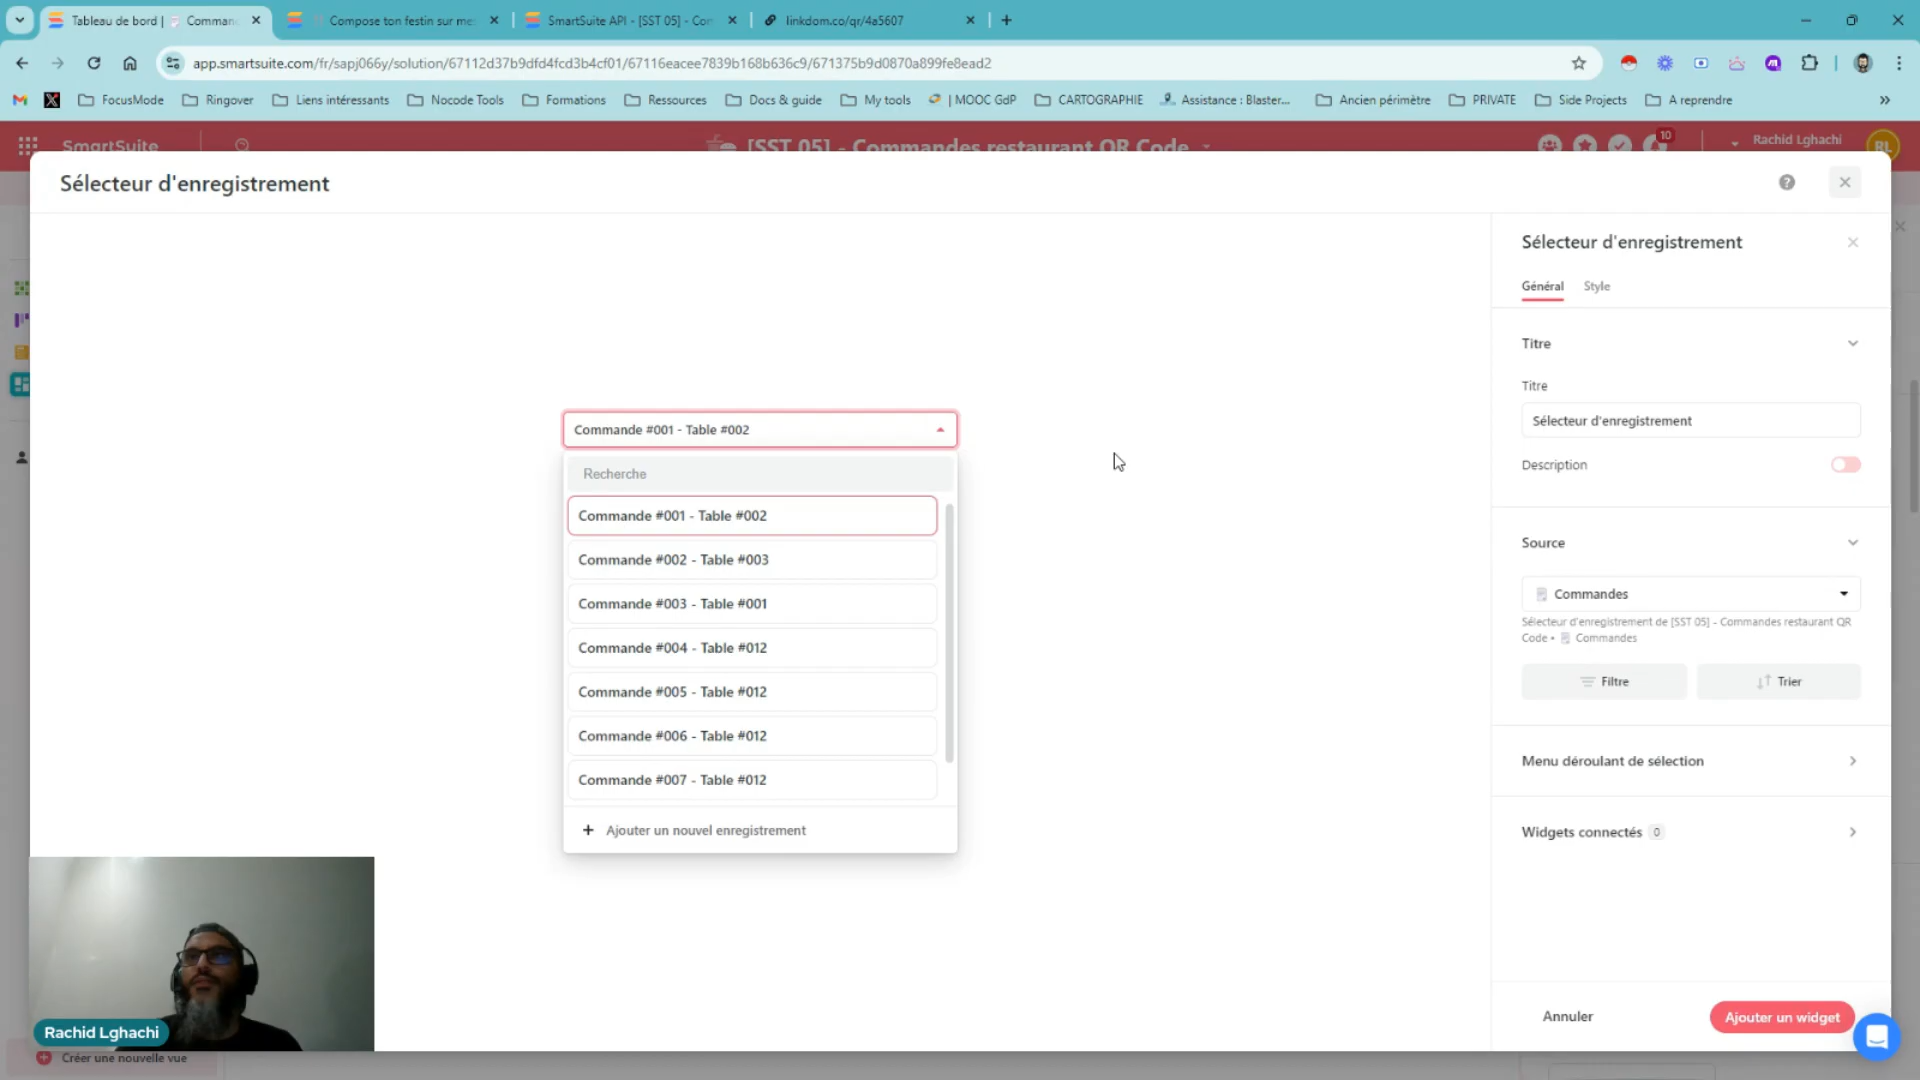 Tableau de bord | Comman
Compose ton festin sur me
SmartSuite API - [SST 05] - Con
linkdom.co/qr/4a5607
app.smartsuite.com/fr/sapj066y/solution/67112d37b9dfd4fcd3b4cf01/67116eacee7839b168b636c9/671375b9d0870a899fe8ead2
FocusMode
Ringover
Liens intéressants
Nocode Tools
Formations
Ressources
Docs & guide
My tools
| MOOC GdP
CARTOGRAPHIE
Assistance : Blaster...
Ancien périmètre
PRIVATE
Side Projects
A reprendre
SmartSuite
[SST 05] - Commandes restaurant QR Code
10
Rachid Lghachi
RL
Sélecteur d'enregistrement
Commande #001 - Table #002
Recherche
Commande #001 - Table #002
Commande #002 - Table #003
Commande #003 - Table #001
Commande #004 - Table #012
Commande #005 - Table #012
Commande #006 - Table #012
Commande #007 - Table #012
+ Ajouter un nouvel enregistrement
Sélecteur d'enregistrement
Général
Style
Titre
Titre
Sélecteur d'enregistrement
Description
Source
Commandes
Sélecteur d'enregistrement de [SST 05] - Commandes restaurant QR
Code • Commandes
Filtre
Trier
Menu déroulant de sélection
Widgets connectés 0
Annuler
Ajouter un widget
Rachid Lghachi
Créer une nouvelle vue